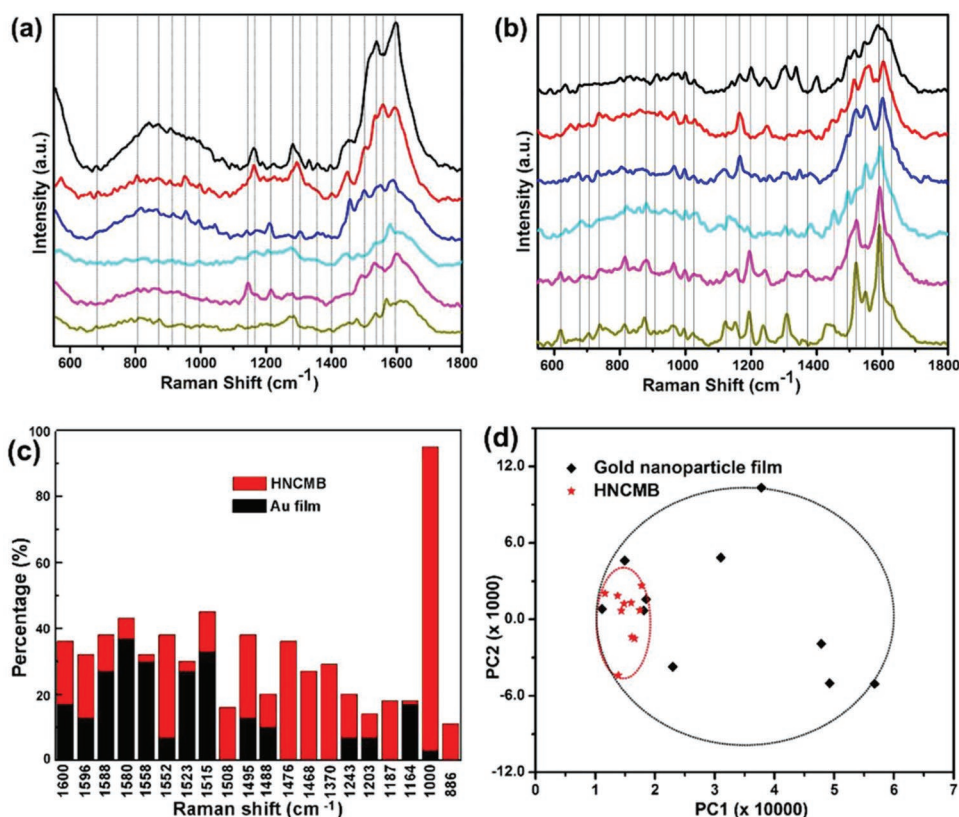 (a)
Intensity (a.u.)
600 800 1000 1200 1400 1600 1800
Raman Shift (cm-1)
(b)
Intensity (a.u.)
600 800 1000 1200 1400 1600 1800
Raman Shift (cm-1)
(c)
100
80
60
40
20
0
Percentage (%)
HNCMB
Au film
1600 1596 1588 1580 1558 1552 1523 1515 1508 1495 1488 1476 1468 1370 1243 1203 1187 1164 1000 886
Raman shift (cm-1)
(d)
12.0
6.0
0.0
-6.0
-12.0
PC2 (x 1000)
Gold nanoparticle film
HNCMB
0 1 2 3 4 5 6 7
PC1 (x 10000)